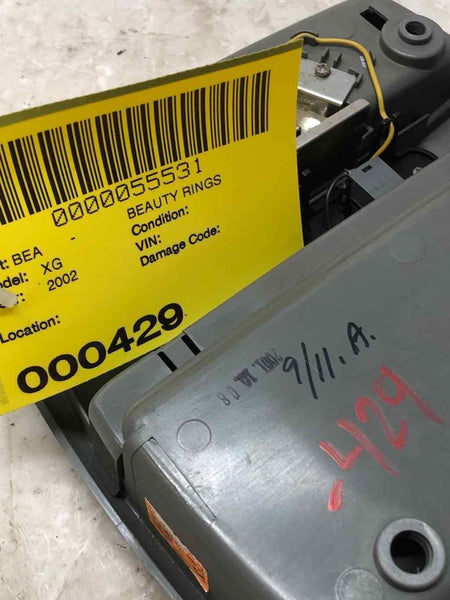 0000055531
BEAUTY RINGS
t: BEA
Condition:
odel: XG
VIN:
2002
Damage Code:
Location:
000429
9/11. A.
-429